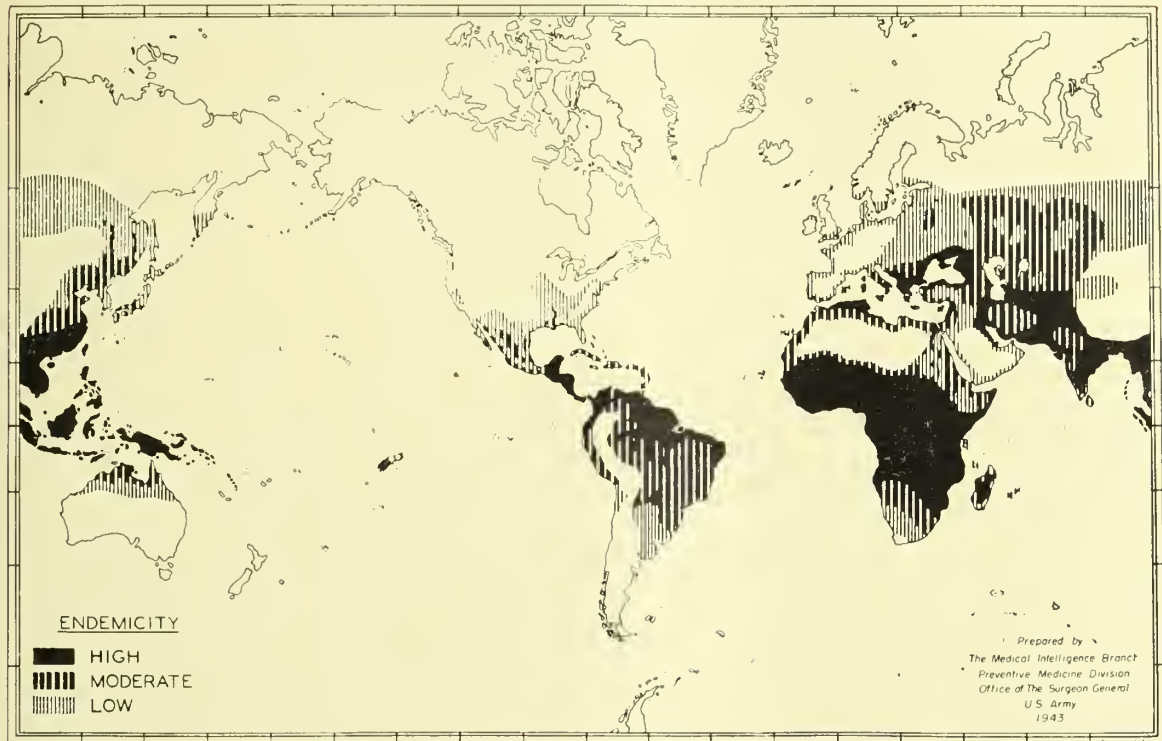 ENDEMICITY
HIGH
MODERATE
LOW
Prepared by
The Medical Intelligence Branch
Preventive Medicine Division
Office of The Surgeon General
U.S. Army
1943